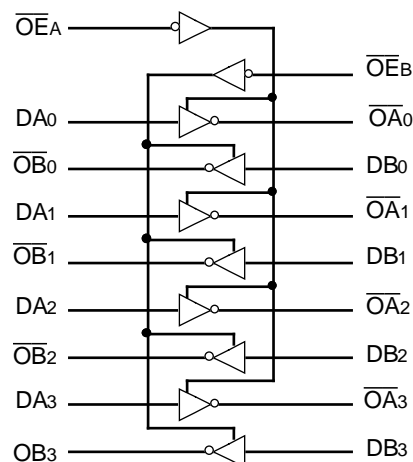 OEA
OEB
DA0 OA0
OB0 DB0
DA1 OA1
OB1 DB1
DA2 OA2
OB2 DB2
DA3 OA3
OB3 DB3